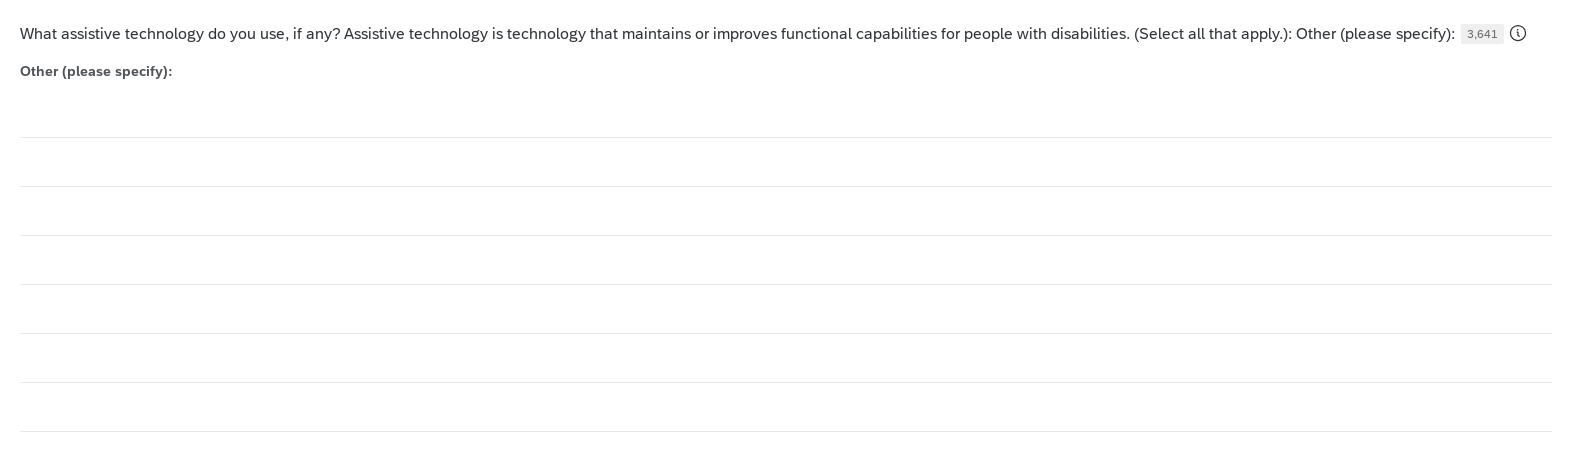 What assistive technology do you use, if any? Assistive technology is technology that maintains or improves functional capabilities for people with disabilities. (Select all that apply.): Other (please specify): 3,641
Other (please specify):